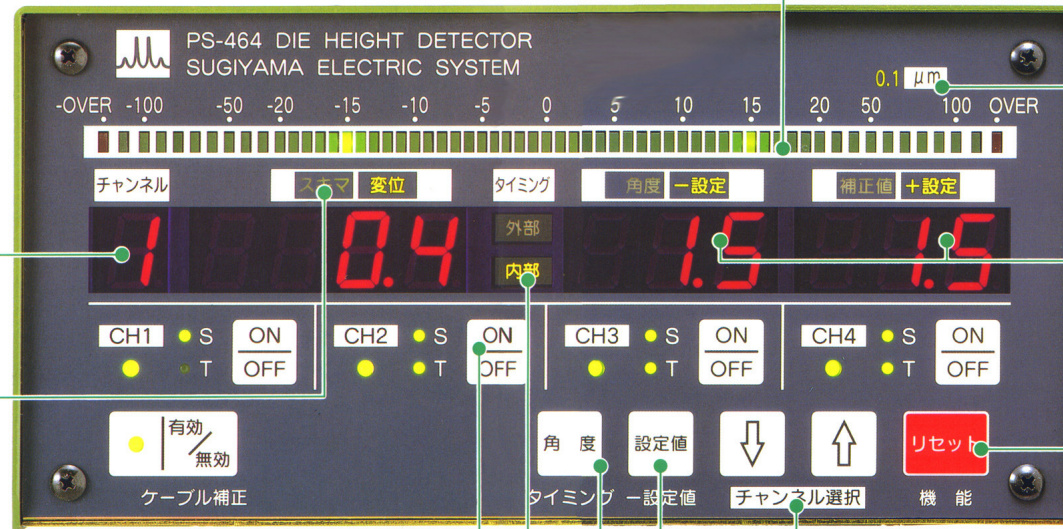 PS-464 DIE HEIGHT DETECTOR
SUGIYAMA ELECTRIC SYSTEM
0.1 μm
-OVER -100 -50 -20 -15 -10 -5 0 5 10 15 20 50 100 OVER
チャンネル スキマ 変位 タイミング 角度 －設定 補正値 ＋設定
外部
1 0.4 内部 1.5 1.5
CH1 S ON CH2 S ON CH3 S ON CH4 S ON
T OFF T OFF T OFF T OFF
有効／無効 角度 設定値 ⇩ ⇧ リセット
ケーブル補正 タイミング －設定値 チャンネル選択 機能